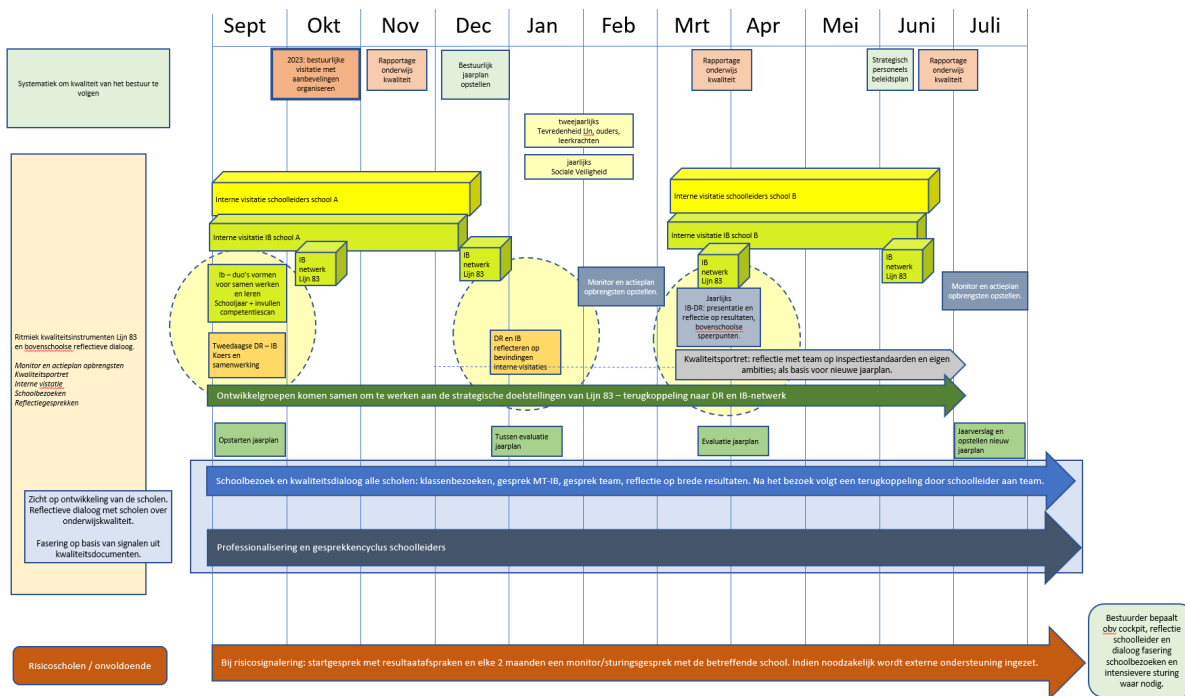 Sept Okt Nov Dec Jan Feb Mrt Apr Mei Juni Juli
Systematiek om kwaliteit van het bestuur te
volgen
2023: bestuurlijke
visitatie met
aanbevelingen
organiseren
Rapportage
onderwijs
kwaliteit
Bestuurlijk
jaarplan
opstellen
Rapportage
onderwijs
kwaliteit
Strategisch
personeels
beleidsplan
Rapportage
onderwijs
kwaliteit
tweejaarlijks
Tevredenheid Lln, ouders,
leerkrachten
jaarlijks
Sociale Veiligheid
Interne visitatie schoolleiders school A
Interne visitatie schoolleiders school B
Interne visitatie IB school A
Interne visitatie IB school B
IB
netwerk
Lijn 83
IB
netwerk
Lijn 83
IB
netwerk
Lijn 83
IB
netwerk
Lijn 83
Ib – duo's vormen
voor samen werken
en leren
Schooljaar + invullen
competentiescan
Monitor en actieplan
opbrengsten opstellen.
Monitor en actieplan
opbrengsten opstellen.
Jaarlijks
IB-DR: presentatie en
reflectie op resultaten,
bovenschoolse
speerpunten.
Tweedaagse DR – IB
Koers en
samenwerking
DR en IB
reflecteren op
bevindingen
interne visitaties
Kwaliteitsportret: reflectie met team op inspectiestandaarden en eigen
ambities; als basis voor nieuwe jaarplan.
Ritmiek kwaliteitsinstrumenten Lijn 83
en bovenschoolse reflectieve dialoog.
Monitor en actieplan opbrengsten
Kwaliteitsportret
Interne vistatie
Schoolbezoeken
Reflectiegesprekken
Ontwikkelgroepen komen samen om te werken aan de strategische doelstellingen van Lijn 83 – terugkoppeling naar DR en IB-netwerk
Opstarten jaarplan
Tussen evaluatie
jaarplan
Evaluatie jaarplan
Jaarverslag en
opstellen nieuw
jaarplan
Schoolbezoek en kwaliteitsdialoog alle scholen: klassenbezoeken, gesprek MT-IB, gesprek team, reflectie op brede resultaten. Na het bezoek volgt een terugkoppeling door schoolleider aan team.
Zicht op ontwikkeling van de scholen.
Reflectieve dialoog met scholen over
onderwijskwaliteit.
Fasering op basis van signalen uit
kwaliteitsdocumenten.
Professionalisering en gesprekkencyclus schoolleiders
Risicoscholen / onvoldoende
Bij risicosignalering: startgesprek met resultaatafspraken en elke 2 maanden een monitor/sturingsgesprek met de betreffende school. Indien noodzakelijk wordt externe ondersteuning ingezet.
Bestuurder bepaalt
obv cockpit, reflectie
schoolleider en
dialoog fasering
schoolbezoeken en
intensievere sturing
waar nodig.